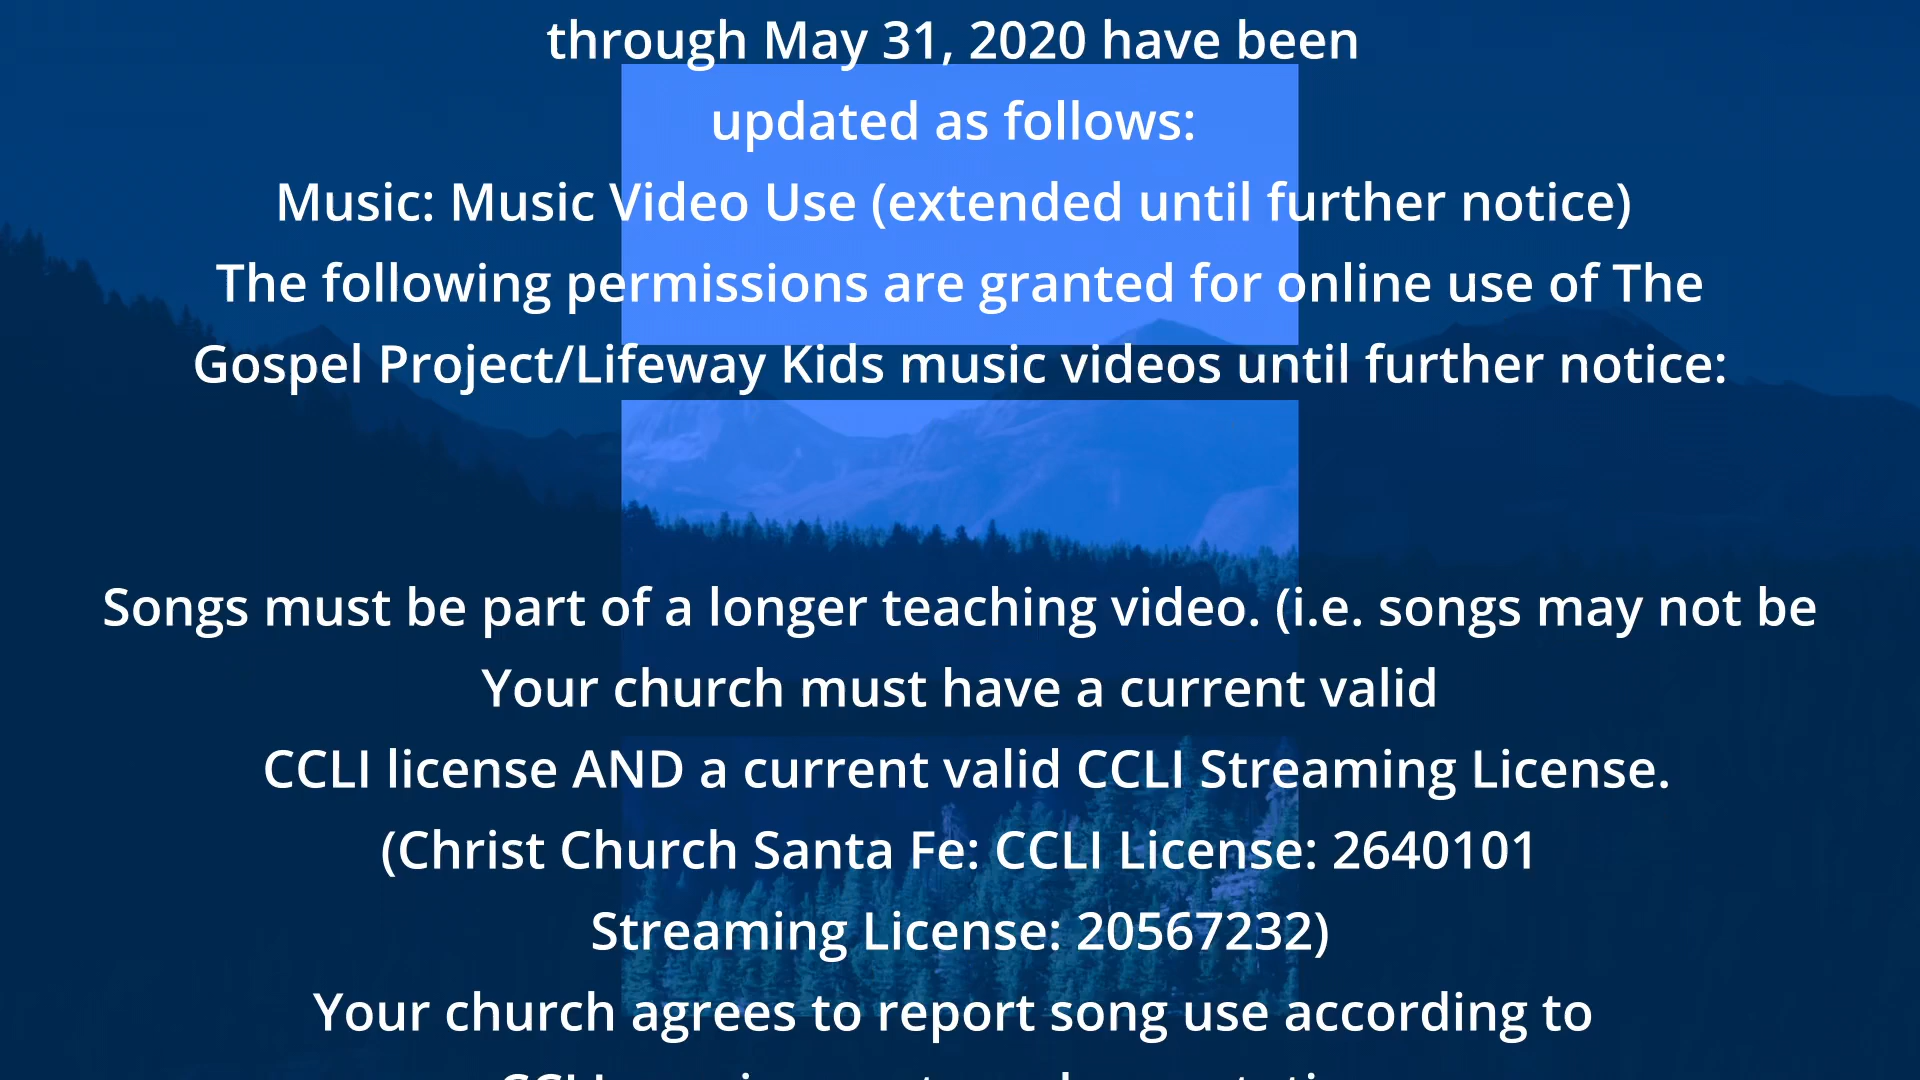 through May 31, 2020 have been
updated as follows:
Music: Music Video Use (extended until further notice)
The following permissions are granted for online use of The
Gospel Project/Lifeway Kids music videos until further notice:
Songs must be part of a longer teaching video. (i.e. songs may not be
Your church must have a current valid
CCLI license AND a current valid CCLI Streaming License.
(Christ Church Santa Fe: CCLI License: 2640101
Streaming License: 20567232)
Your church agrees to report song use according to